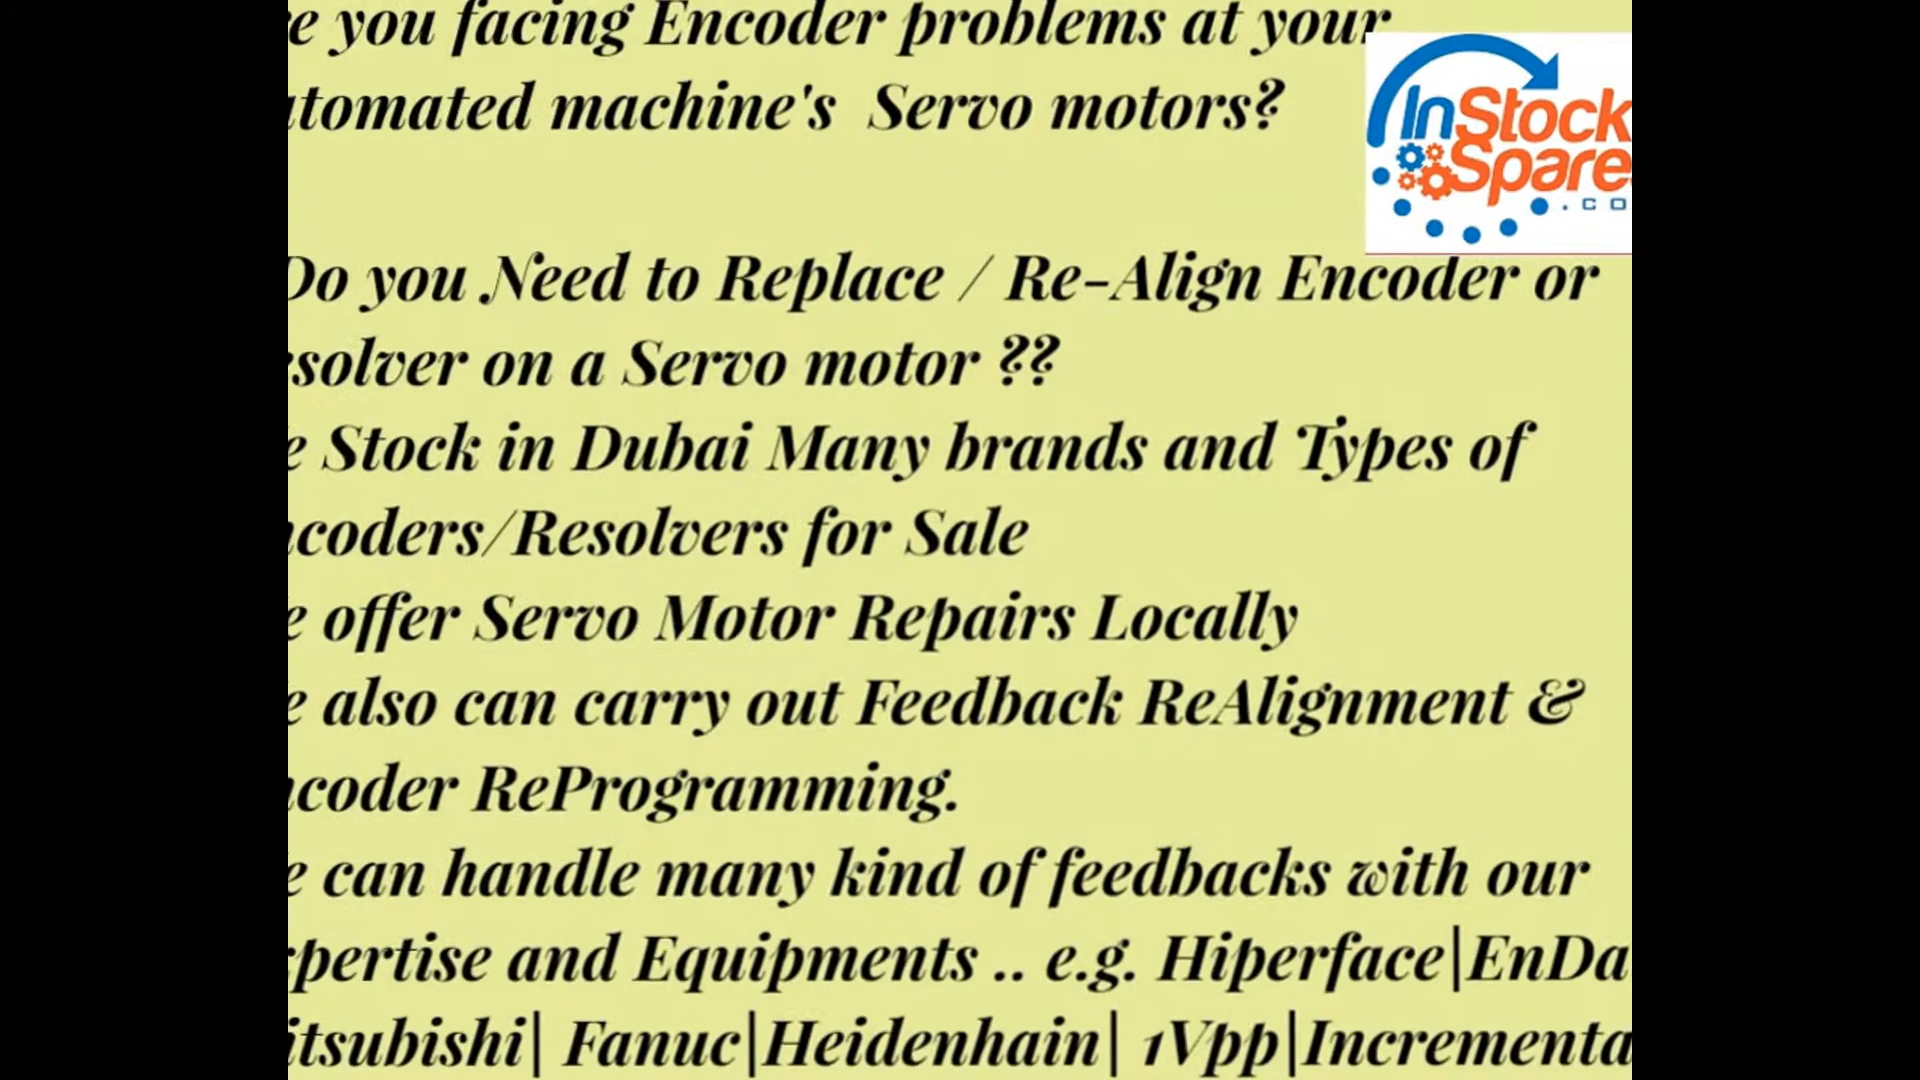 e you facing Encoder problems at your
utomated machine's Servo motors?
InStock
Spare
.co
Do you Need to Replace / Re-Align Encoder or
solver on a Servo motor ??
e Stock in Dubai Many brands and Types of
ncoders/Resolvers for Sale
e offer Servo Motor Repairs Locally
e also can carry out Feedback ReAlignment &
ncoder ReProgramming.
e can handle many kind of feedbacks with our
pertise and Equipments .. e.g. Hiperface|EnDa
itsubishi| Fanuc|Heidenhain| 1Vpp|Incrementa